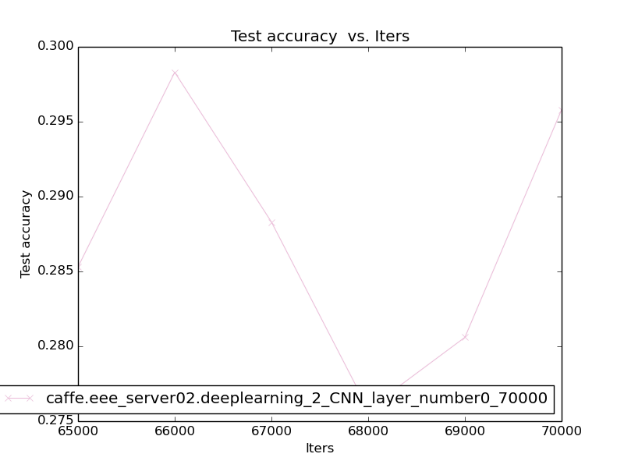 Test accuracy  vs. Iters
0.300
0.295
0.290
0.285
0.280
0.275
Test accuracy
caffe.eee_server02.deeplearning_2_CNN_layer_number0_70000
65000 66000 67000 68000 69000 70000
Iters